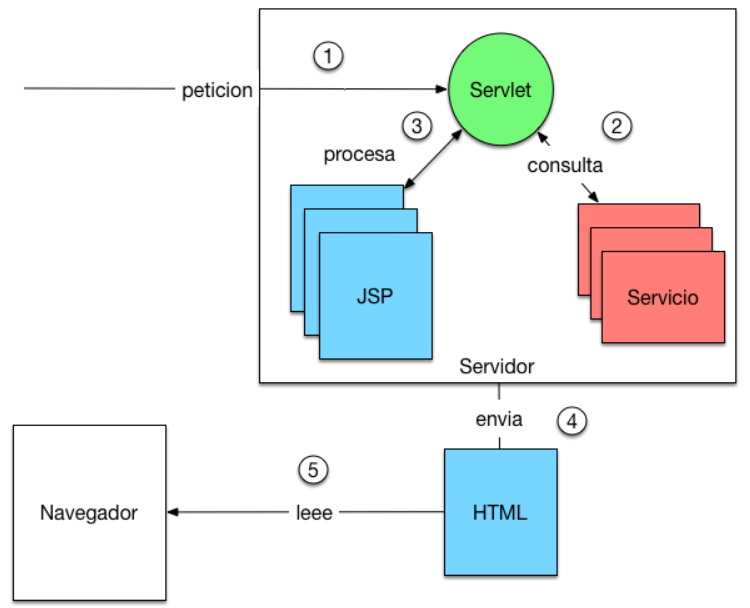 1
peticion
Servlet
3
2
procesa
consulta
JSP
Servicio
Servidor
envia
4
5
Navegador
leee
HTML